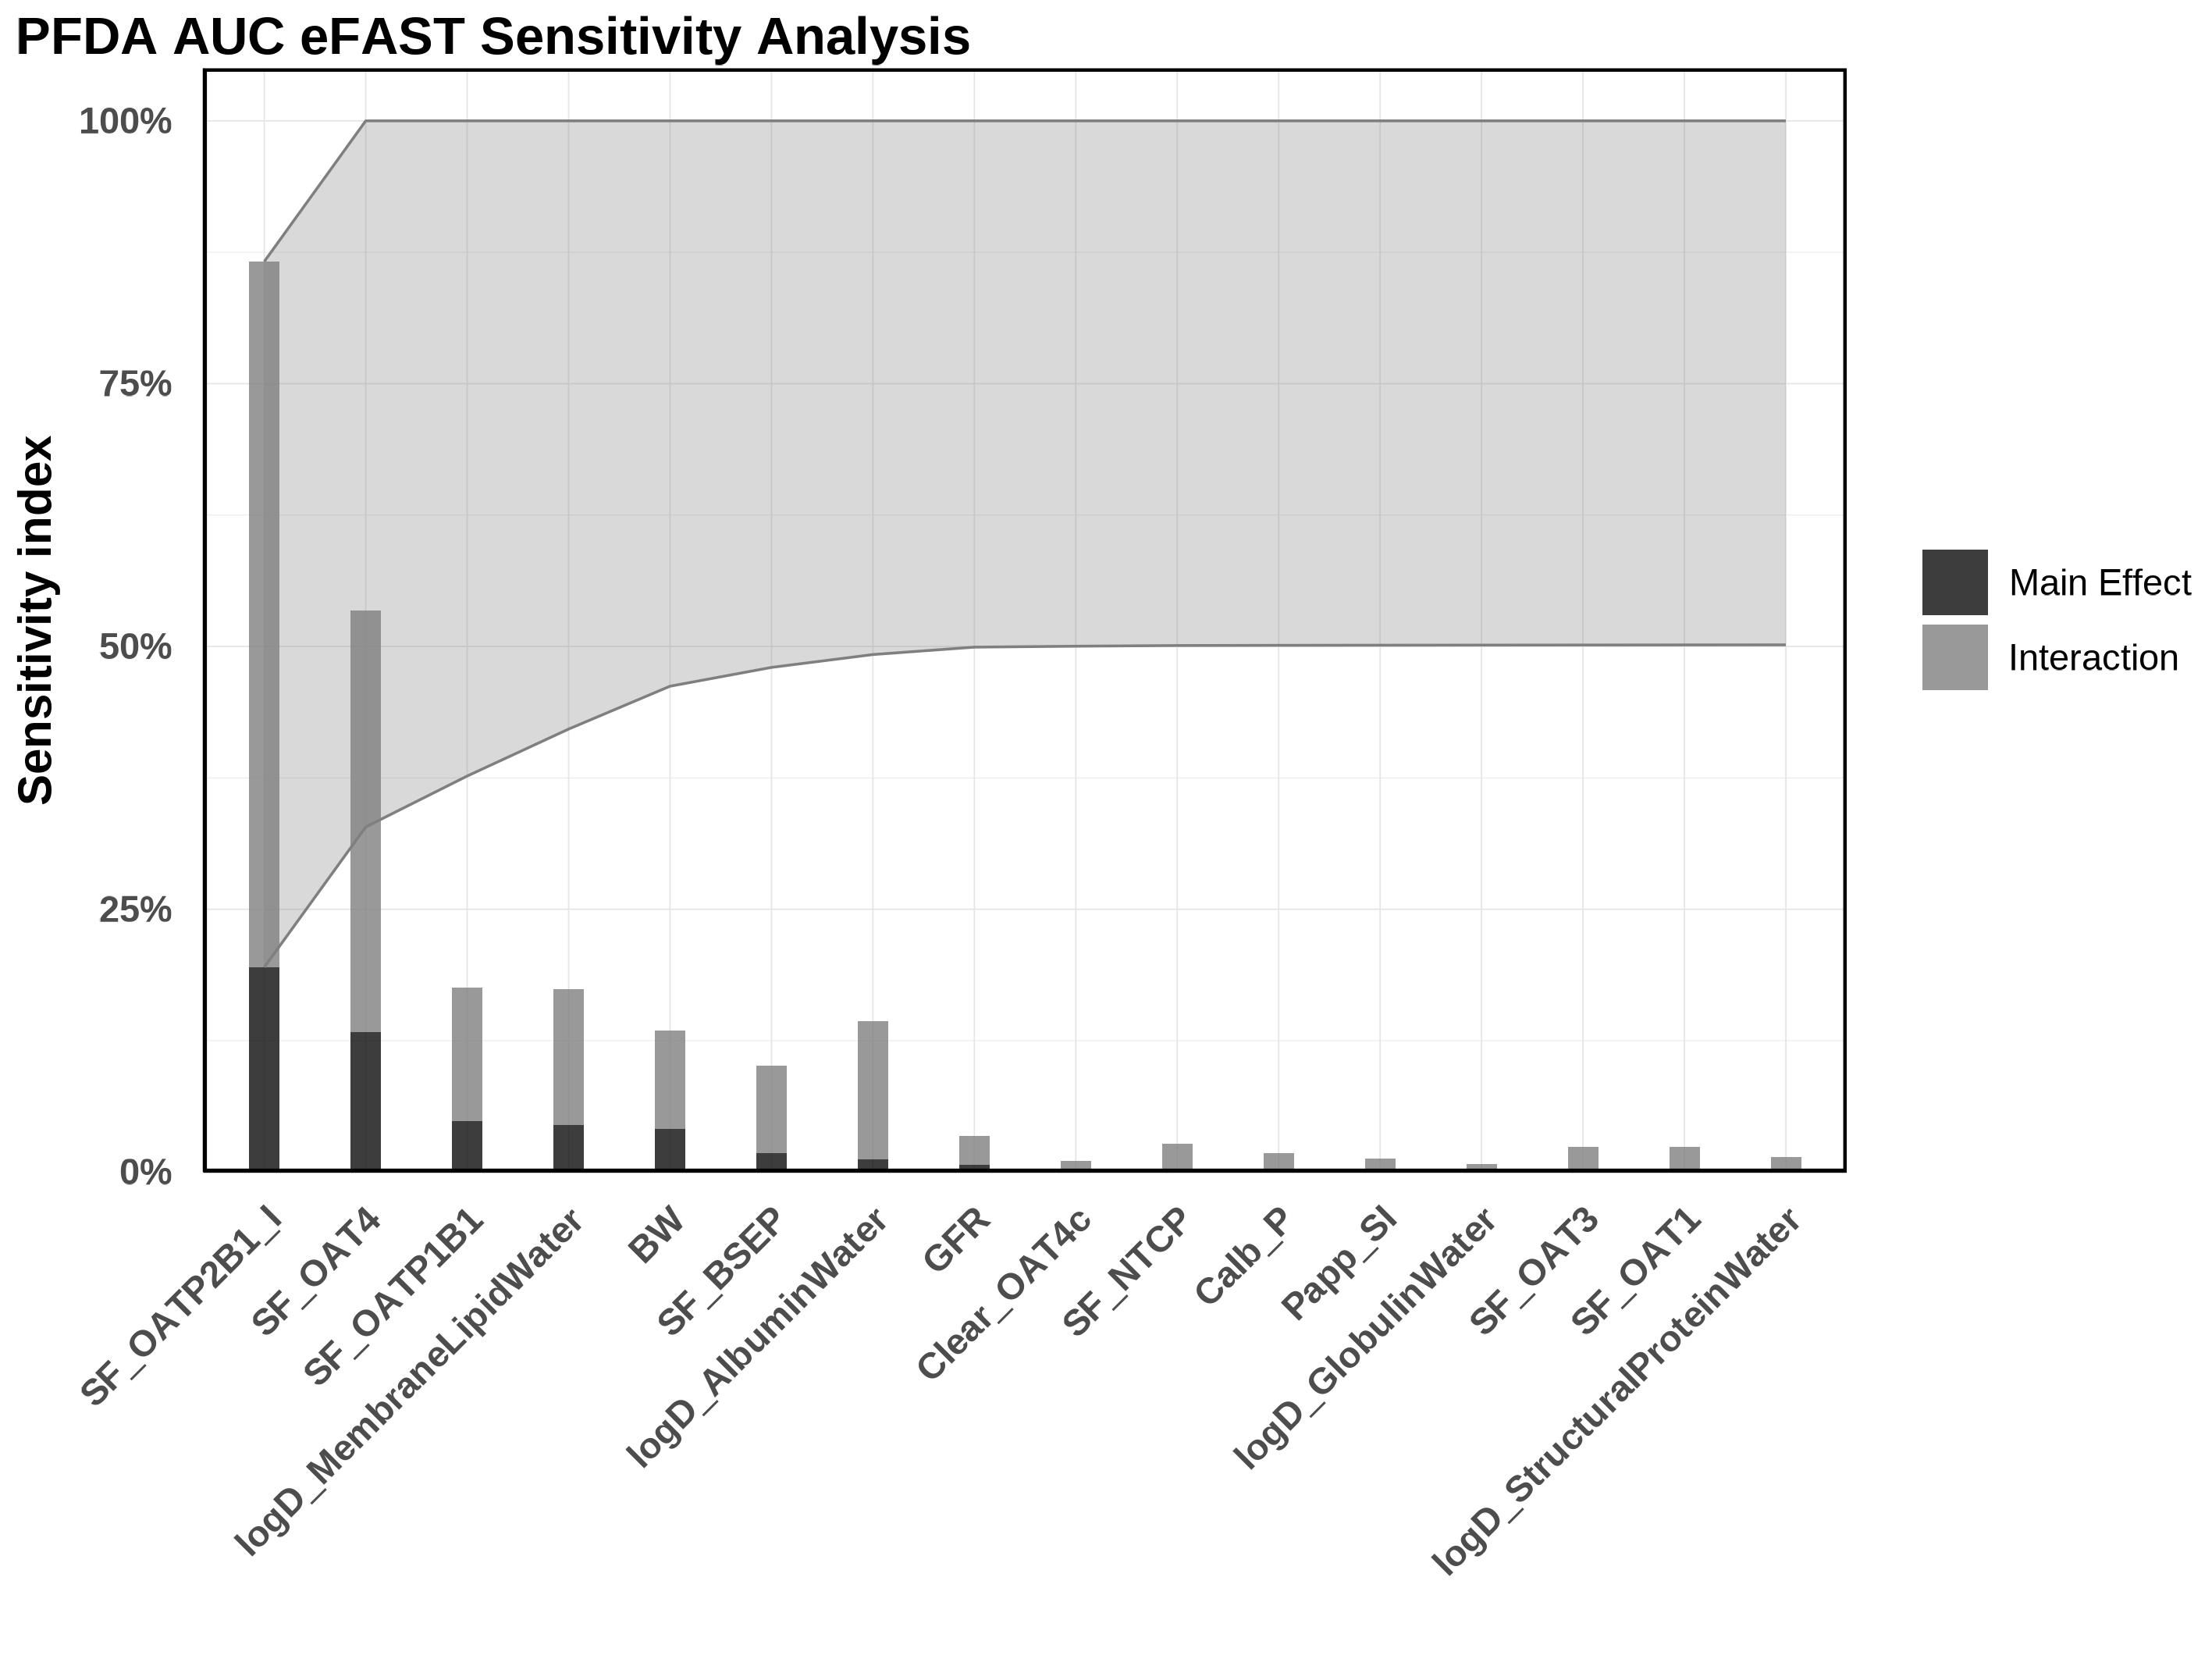 PFDA AUC eFAST Sensitivity Analysis
Sensitivity index
100%
75%
50%
25%
0%
SF_OATP2B1_I
SF_OAT4
SF_OATP1B1
logD_MembraneLipidWater
BW
SF_BSEP
logD_AlbuminWater
GFR
Clear_OAT4c
SF_NTCP
Calb_P
Papp_SI
logD_GlobulinWater
SF_OAT3
SF_OAT1
logD_StructuralProteinWater
Main Effect
Interaction